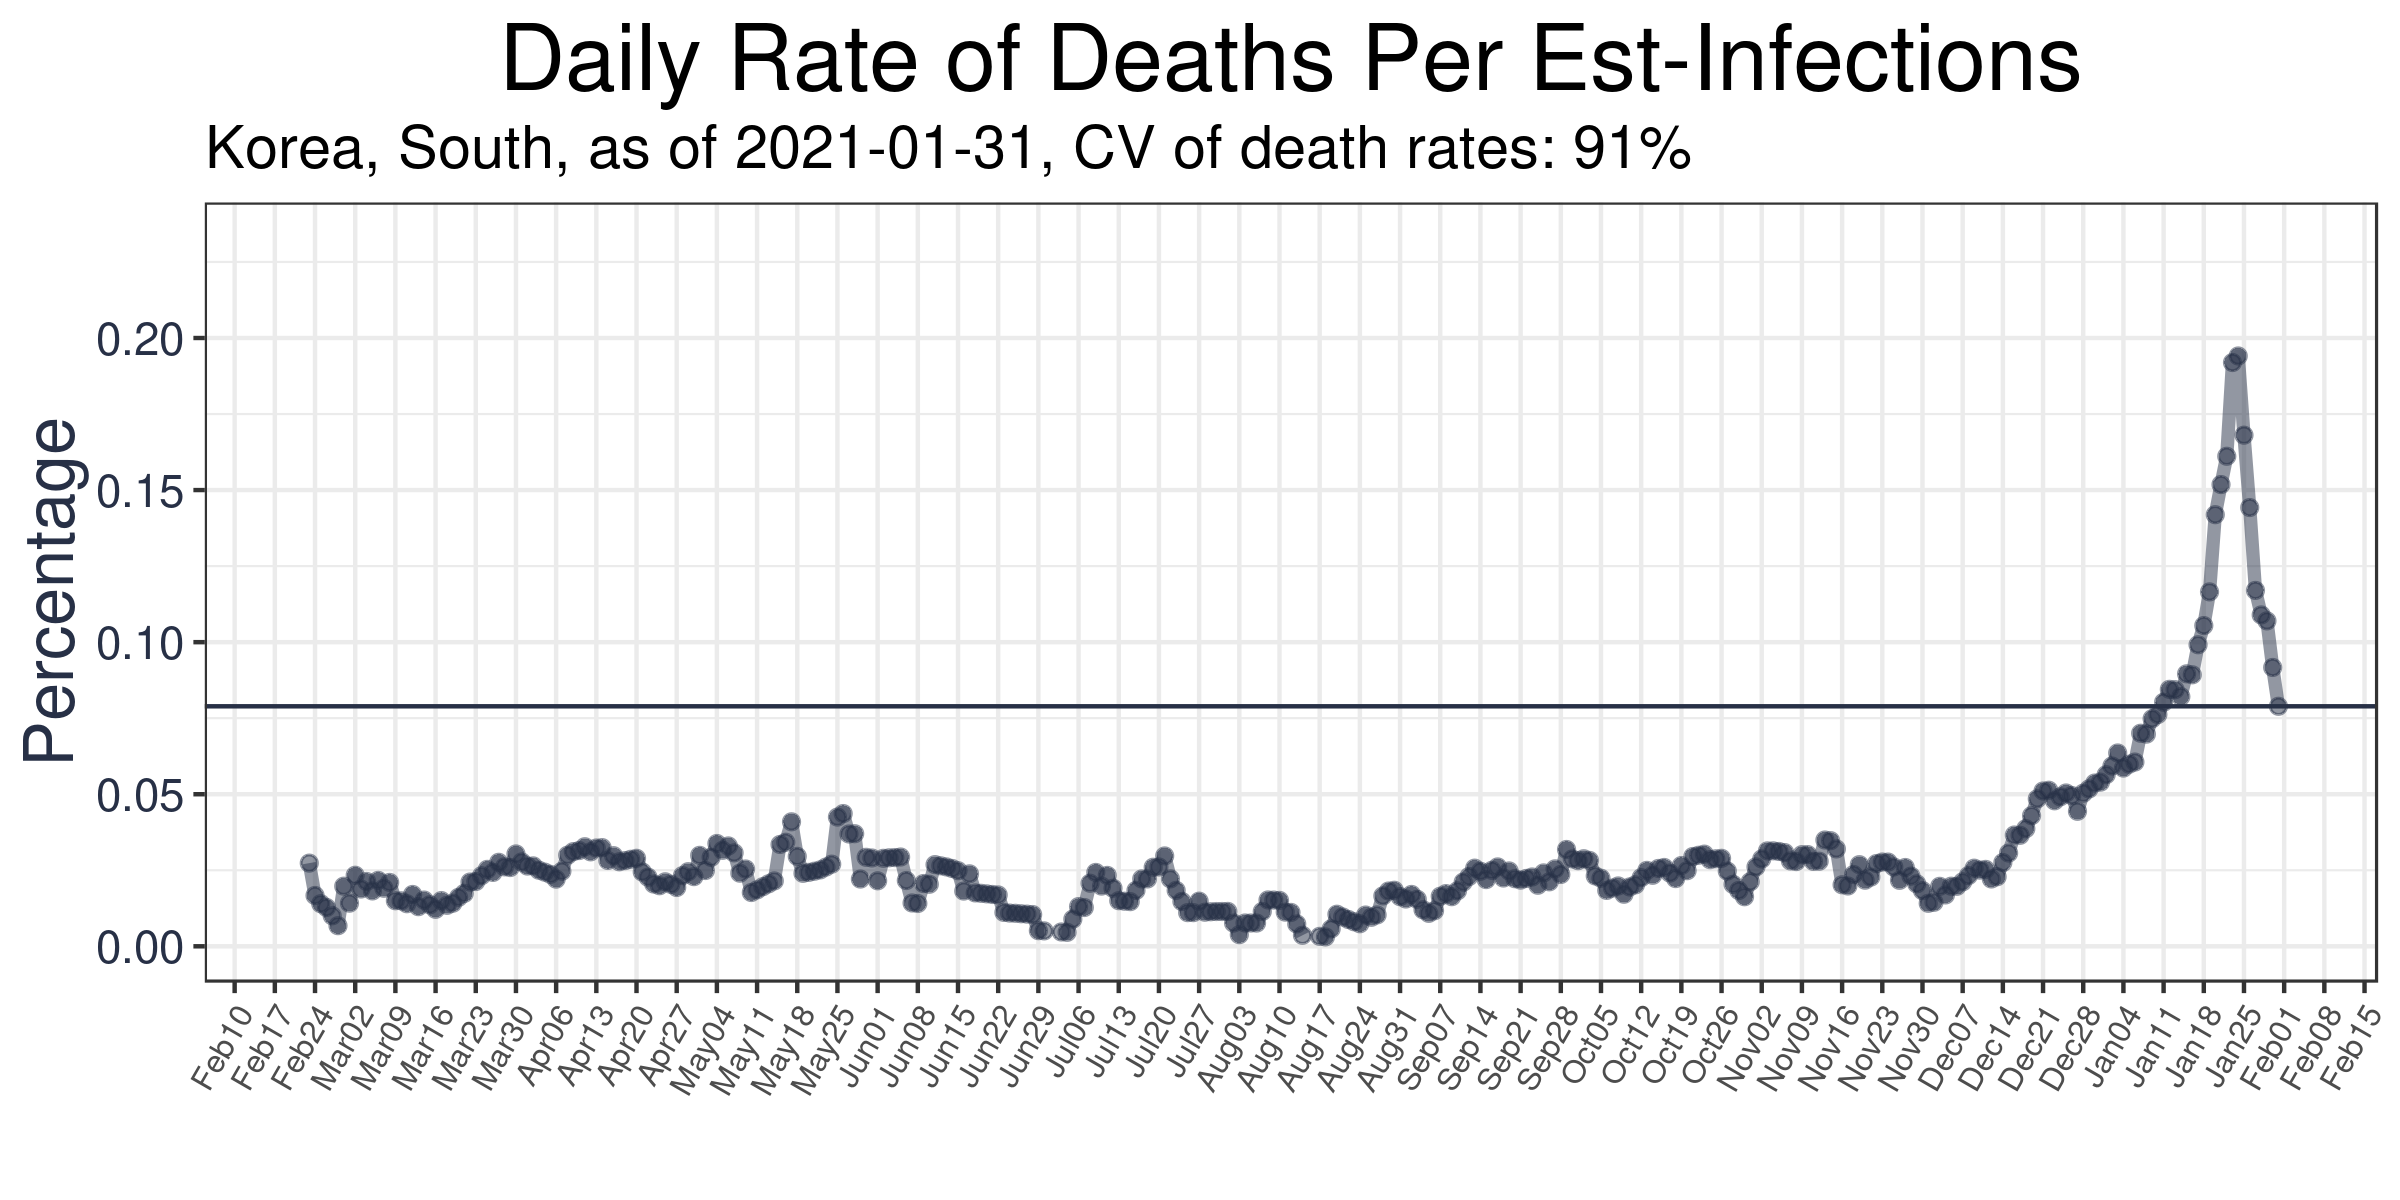 Daily Rate of Deaths Per Est-Infections
Korea, South, as of 2021-01-31, CV of death rates: 91%
Percentage
0.20
0.15
0.10
0.05
0.00
Feb10
Feb17
Feb24
Mar02
Mar09
Mar16
Mar23
Mar30
Apr06
Apr13
Apr20
Apr27
May04
May11
May18
May25
Jun01
Jun08
Jun15
Jun22
Jun29
Jul06
Jul13
Jul20
Jul27
Aug03
Aug10
Aug17
Aug24
Aug31
Sep07
Sep14
Sep21
Sep28
Oct05
Oct12
Oct19
Oct26
Nov02
Nov09
Nov16
Nov23
Nov30
Dec07
Dec14
Dec21
Dec28
Jan04
Jan11
Jan18
Jan25
Feb01
Feb08
Feb15